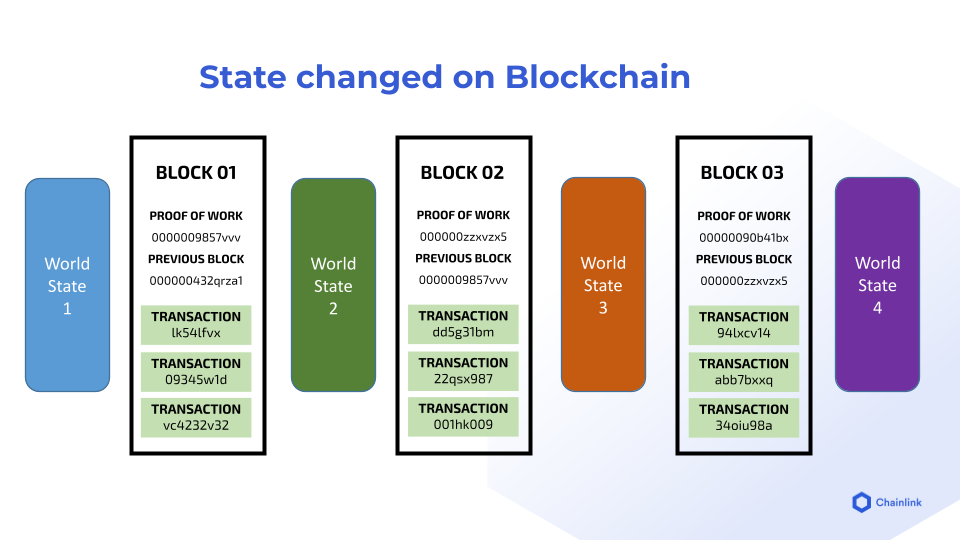 State changed on Blockchain
World
State
1
BLOCK 01
PROOF OF WORK
0000009857vvv
PREVIOUS BLOCK
000000432qrza1
TRANSACTION
lk54lfvx
TRANSACTION
09345w1d
TRANSACTION
vc4232v32
World
State
2
BLOCK 02
PROOF OF WORK
000000zzxvzx5
PREVIOUS BLOCK
0000009857vvv
TRANSACTION
dd5g31bm
TRANSACTION
22qsx987
TRANSACTION
001hk009
World
State
3
BLOCK 03
PROOF OF WORK
00000090b41bx
PREVIOUS BLOCK
000000zzxvzx5
TRANSACTION
94lxcv14
TRANSACTION
abb7bxxq
TRANSACTION
34oiu98a
World
State
4
Chainlink